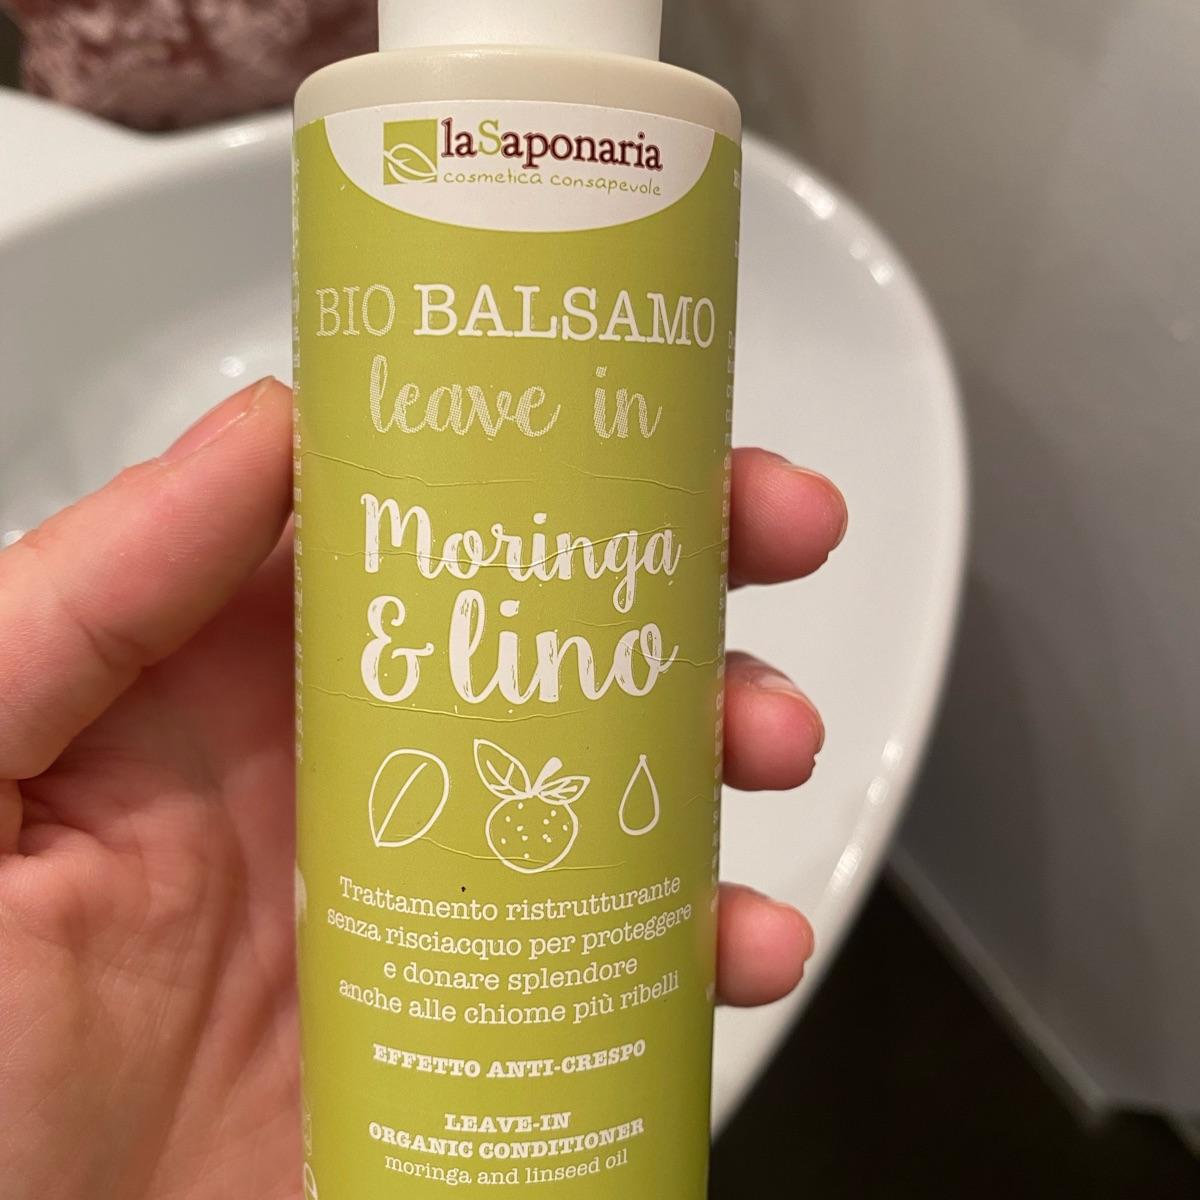 laSaponaria
cosmetica consapevole
BIO BALSAMO
leave in
Moringa
& lino
Trattamento ristrutturante
senza risciacquo per proteggere
e donare splendore
anche alle chiome più ribelli
EFFETTO ANTI-CRESPO
LEAVE-IN
ORGANIC CONDITIONER
moringa and linseed oil